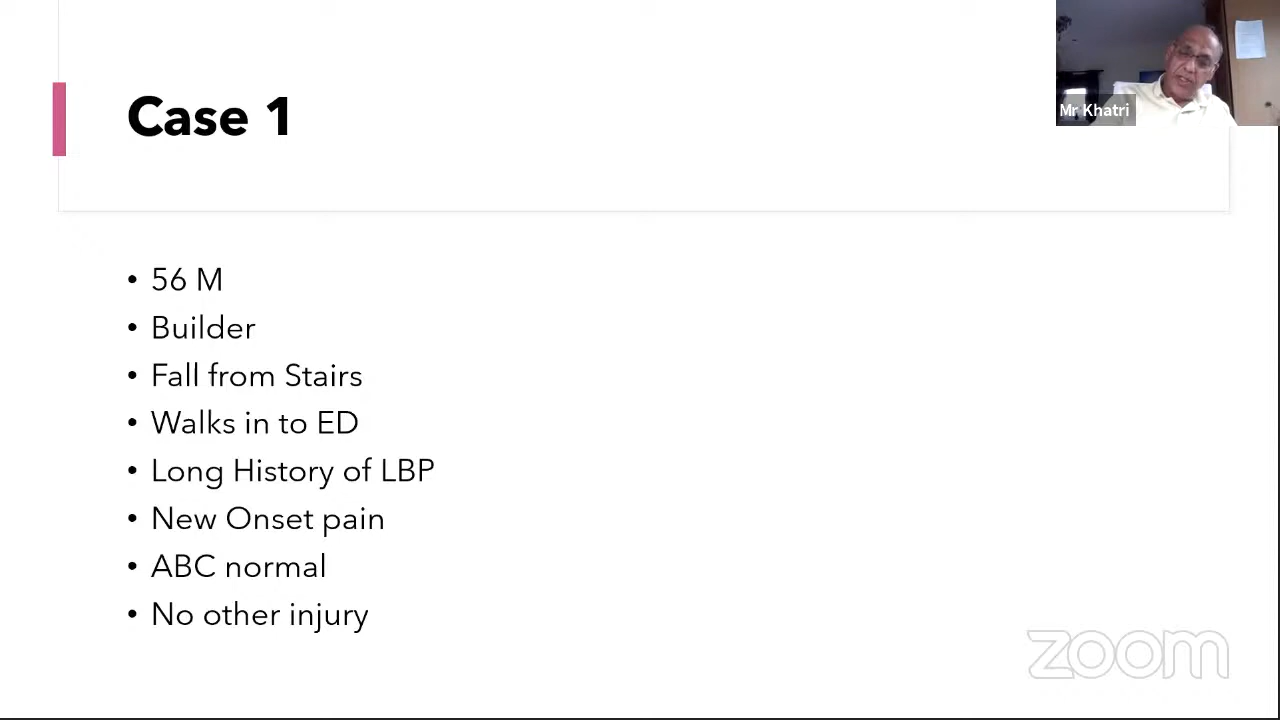 Case 1
Mr Khatri
• 56 M
• Builder
• Fall from Stairs
• Walks in to ED
• Long History of LBP
• New Onset pain
• ABC normal
• No other injury
zoom